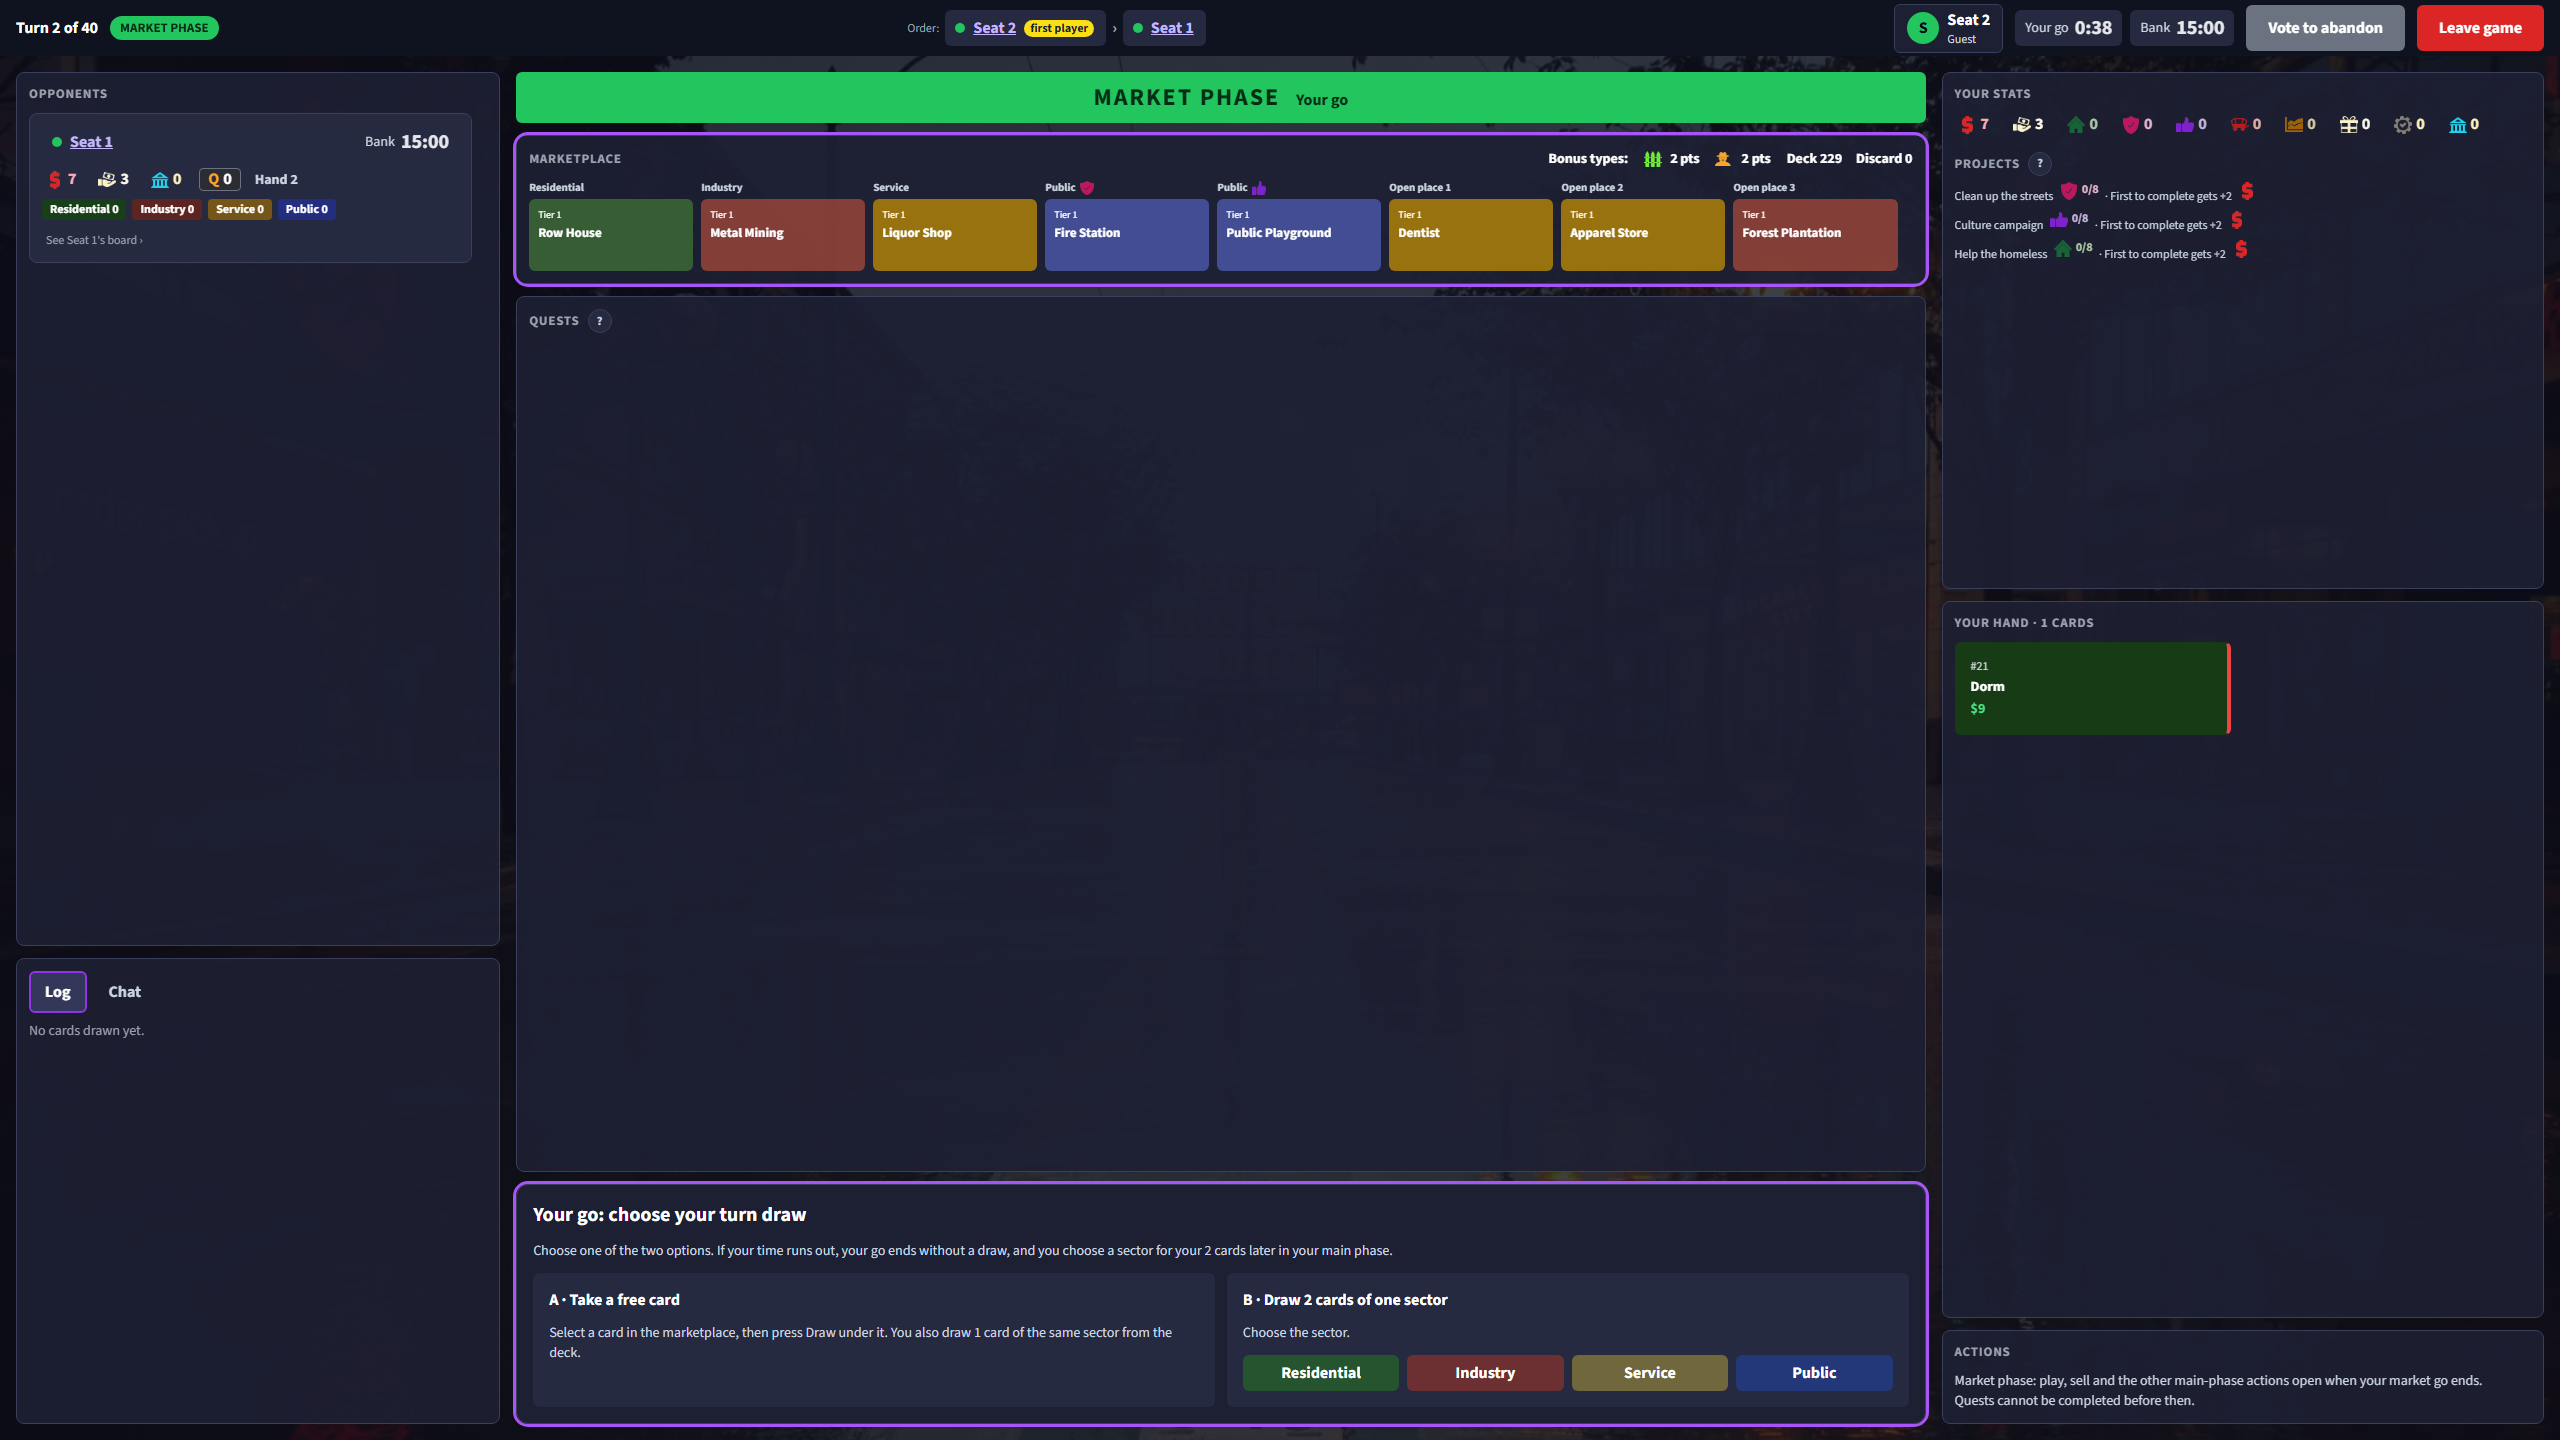 Turn 2 of 40 MARKET PHASE
Order: Seat 2 first player › Seat 1
S Seat 2
Guest
Your go 0:38 Bank 15:00 Vote to abandon Leave game
OPPONENTS
Seat 1 Bank 15:00
7 3 0 Q 0 Hand 2
Residential 0 Industry 0 Service 0 Public 0
See Seat 1's board ›
Log Chat
No cards drawn yet.
MARKET PHASE Your go
MARKETPLACE Bonus types: 2 pts 2 pts Deck 229 Discard 0
Residential Industry Service Public Public Open place 1 Open place 2 Open place 3
Tier 1 Tier 1 Tier 1 Tier 1 Tier 1 Tier 1 Tier 1 Tier 1
Row House Metal Mining Liquor Shop Fire Station Public Playground Dentist Apparel Store Forest Plantation
QUESTS ?
Your go: choose your turn draw
Choose one of the two options. If your time runs out, your go ends without a draw, and you choose a sector for your 2 cards later in your main phase.
A · Take a free card
Select a card in the marketplace, then press Draw under it. You also draw 1 card of the same sector from the
deck.
B · Draw 2 cards of one sector
Choose the sector.
Residential Industry Service Public
YOUR STATS
7 3 0 0 0 0 0 0 0 0
PROJECTS ?
Clean up the streets 0/8 · First to complete gets +2
Culture campaign 0/8 · First to complete gets +2
Help the homeless 0/8 · First to complete gets +2
YOUR HAND · 1 CARDS
#21
Dorm
$9
ACTIONS
Market phase: play, sell and the other main-phase actions open when your market go ends.
Quests cannot be completed before then.